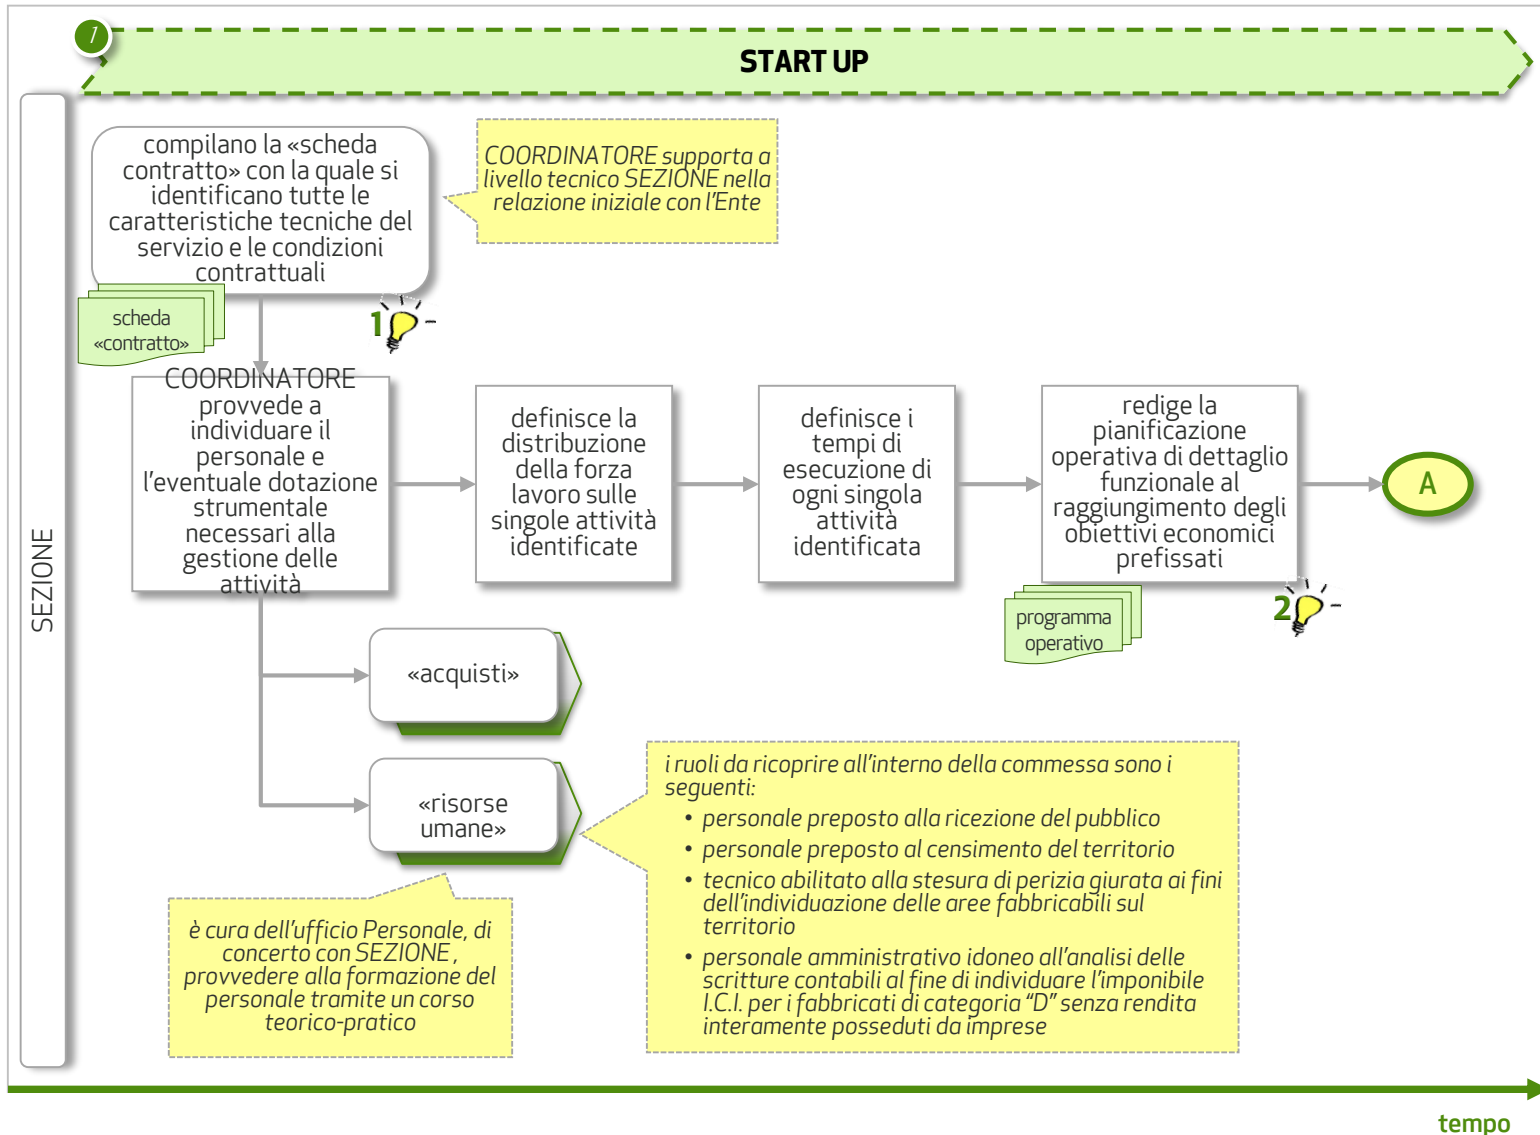 1
START UP
SEZIONE
compilano la «scheda
contratto» con la quale si
identificano tutte le
caratteristiche tecniche del
servizio e le condizioni
contrattuali
COORDINATORE supporta a
livello tecnico SEZIONE nella
relazione iniziale con l'Ente
scheda
«contratto»
1
COORDINATORE
provvede a
individuare il
personale e
l'eventuale dotazione
strumentale
necessari alla
gestione delle
attività
definisce la
distribuzione
della forza
lavoro sulle
singole attività
identificate
definisce i
tempi di
esecuzione di
ogni singola
attività
identificata
redige la
pianificazione
operativa di dettaglio
funzionale al
raggiungimento degli
obiettivi economici
prefissati
A
programma
operativo
2
«acquisti»
«risorse
umane»
i ruoli da ricoprire all'interno della commessa sono i
seguenti:
• personale preposto alla ricezione del pubblico
• personale preposto al censimento del territorio
• tecnico abilitato alla stesura di perizia giurata ai fini
dell'individuazione delle aree fabbricabili sul
territorio
• personale amministrativo idoneo all'analisi delle
scritture contabili al fine di individuare l'imponibile
I.C.I. per i fabbricati di categoria "D" senza rendita
interamente posseduti da imprese
è cura dell'ufficio Personale, di
concerto con SEZIONE ,
provvedere alla formazione del
personale tramite un corso
teorico-pratico
tempo